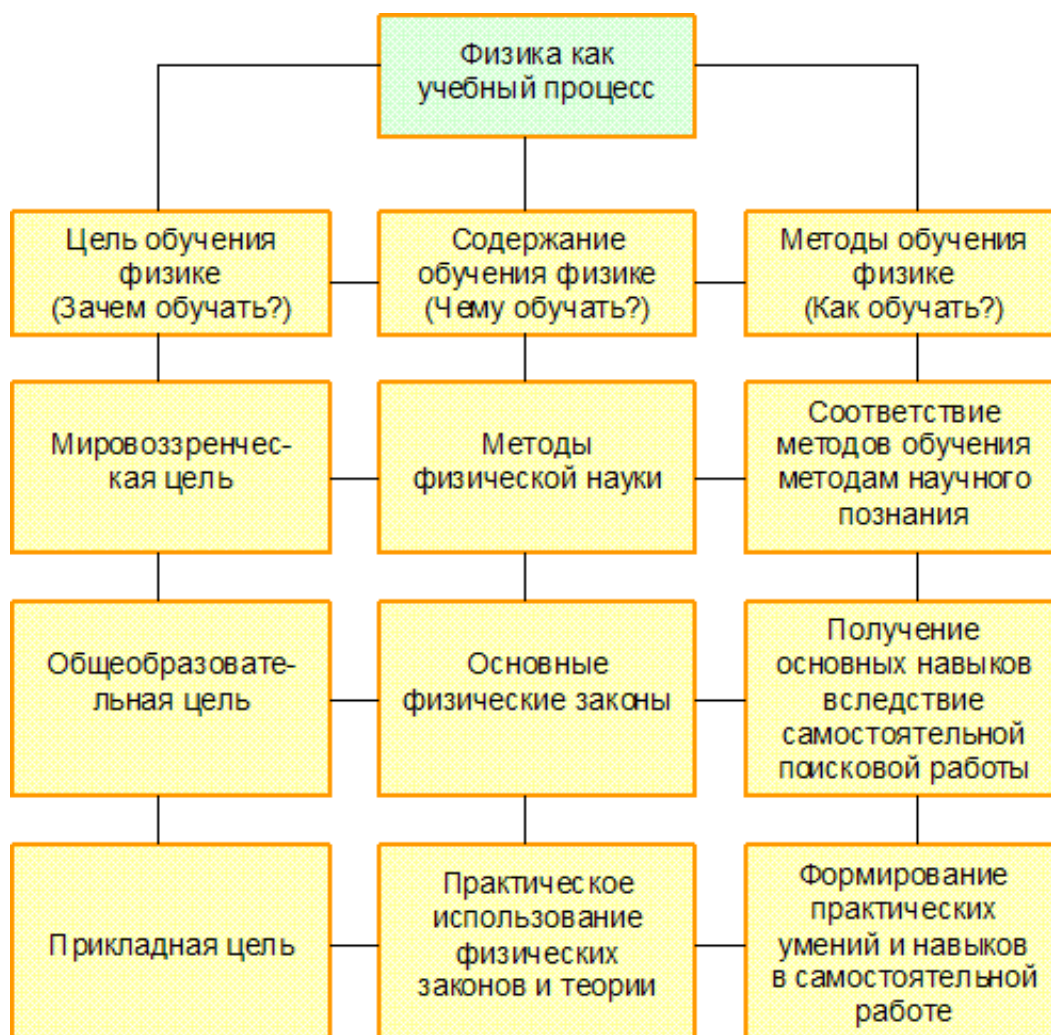 Физика как
учебный процесс
Цель обучения
физике
(Зачем обучать?)
Содержание
обучения физике
(Чему обучать?)
Методы обучения
физике
(Как обучать?)
Мировоззренчес-
кая цель
Методы
физической науки
Соответствие
методов обучения
методам научного
познания
Общеобразовате-
льная цель
Основные
физические законы
Получение
основных навыков
вследствие
самостоятельной
поисковой работы
Прикладная цель
Практическое
использование
физических
законов и теории
Формирование
практических
умений и навыков
в самостоятельной
работе